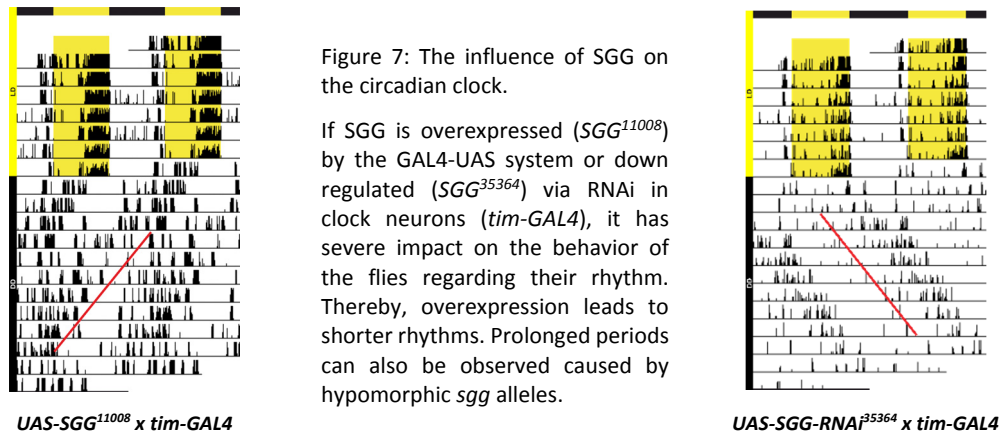 Figure 7: The influence of SGG on
the circadian clock.
If SGG is overexpressed (SGG11008)
by the GAL4-UAS system or down
regulated (SGG35364) via RNAi in
clock neurons (tim-GAL4), it has
severe impact on the behavior of
the flies regarding their rhythm.
Thereby, overexpression leads to
shorter rhythms. Prolonged periods
can also be observed caused by
hypomorphic sgg alleles.
LD
DD
UAS-SGG11008 x tim-GAL4
LD
DD
UAS-SGG-RNAi35364 x tim-GAL4